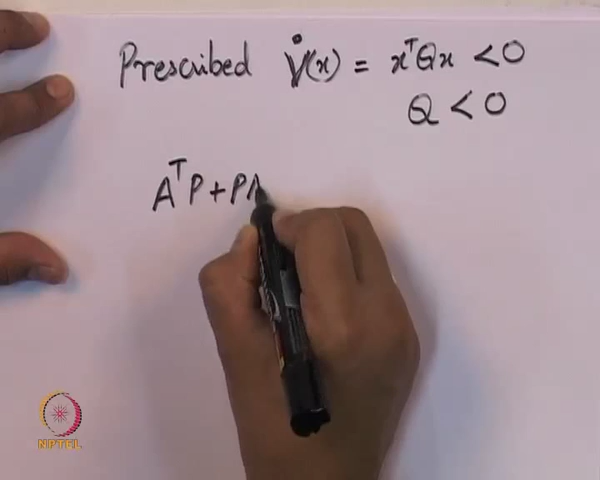 Prescribed V̇(x) = xᵀQx < 0
Q < 0
AᵀP + PA
NPTEL